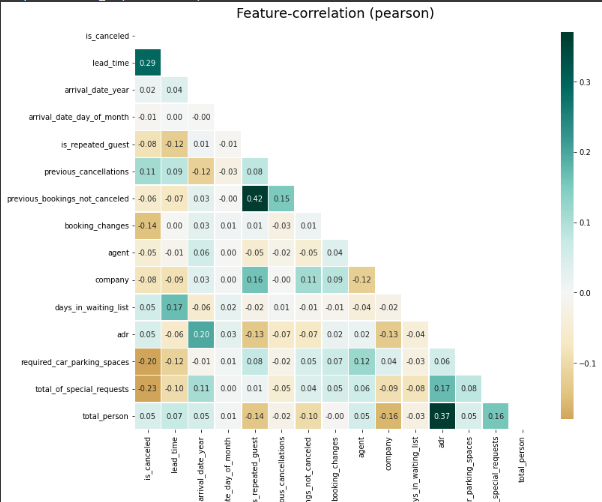 Feature-correlation (pearson)
is_canceled
lead_time 0.29
arrival_date_year 0.02 0.04
arrival_date_day_of_month -0.01 0.00 -0.00
is_repeated_guest -0.08 -0.12 0.01 -0.01
previous_cancellations 0.11 0.09 -0.12 -0.03 0.08
previous_bookings_not_canceled -0.06 -0.07 0.03 -0.00 0.42 0.15
booking_changes -0.14 0.00 0.03 0.01 0.01 -0.03 0.01
agent -0.05 -0.01 0.06 0.00 -0.05 -0.02 -0.05 0.04
company -0.08 -0.09 0.03 0.00 0.16 -0.00 0.11 0.09 -0.12
days_in_waiting_list 0.05 0.17 -0.06 0.02 -0.02 0.01 -0.01 -0.01 -0.04 -0.02
adr 0.05 -0.06 0.20 0.03 -0.13 -0.07 -0.07 0.02 0.02 -0.13 -0.04
required_car_parking_spaces -0.20 -0.12 -0.01 0.01 0.08 -0.02 0.05 0.07 0.12 0.04 -0.03 0.06
total_of_special_requests -0.23 -0.10 0.11 0.00 0.01 -0.05 0.04 0.05 0.06 -0.09 -0.08 0.17 0.08
total_person 0.05 0.07 0.05 0.01 -0.14 -0.02 -0.10 -0.00 0.05 -0.16 -0.03 0.37 0.05 0.16
is_canceled
lead_time
arrival_date_year
te_day_of_month
s_repeated_guest
ous_cancellations
ngs_not_canceled
booking_changes
agent
company
ys_in_waiting_list
adr
r_parking_spaces
special_requests
total_person
0.3
0.2
0.1
0.0
−0.1